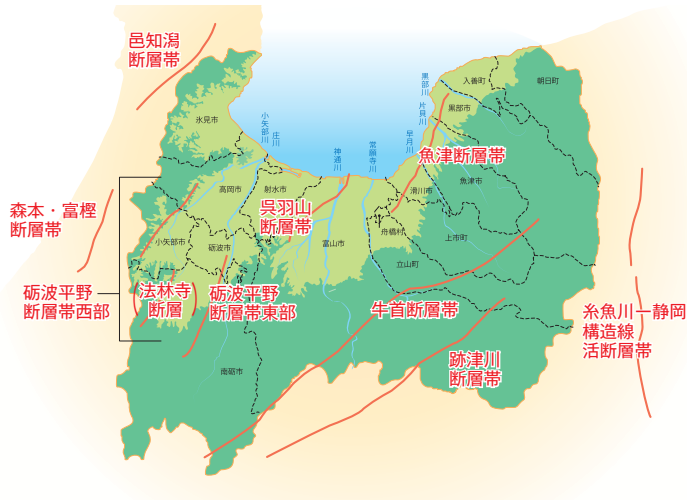 邑知潟
断層帯
入善町
朝日町
黒部川
黒部市
片貝川
早月川
氷見市
小矢部川
庄川
神通川
常願寺川
魚津断層帯
魚津市
高岡市
射水市
滑川市
森本・富樫
断層帯
呉羽山
断層帯
小矢部市
砺波市
富山市
舟橋村
上市町
立山町
砺波平野
断層帯西部
(法林寺
断層)
砺波平野
断層帯東部
牛首断層帯
糸魚川ー静岡
構造線
活断層帯
跡津川
断層帯
南砺市